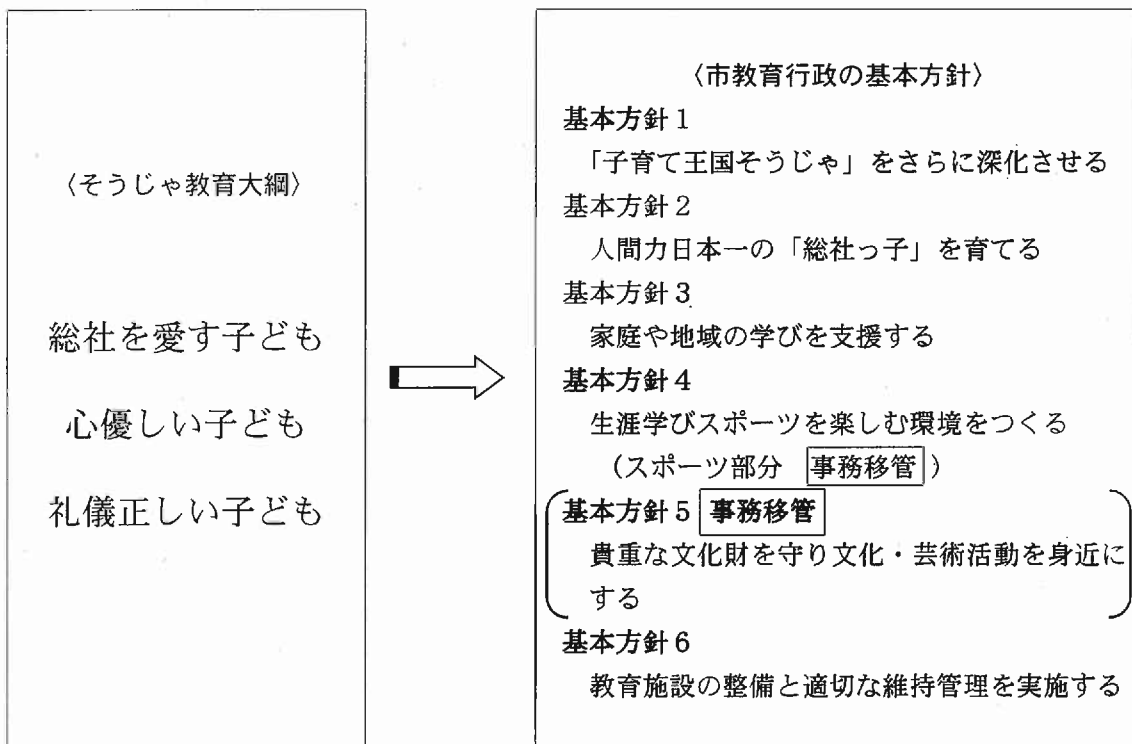 〈そうじゃ教育大綱〉
総社を愛す子ども
心優しい子ども
礼儀正しい子ども
〈市教育行政の基本方針〉
基本方針1
「子育て王国そうじゃ」をさらに深化させる
基本方針2
人間力日本一の「総社っ子」を育てる
基本方針3
家庭や地域の学びを支援する
基本方針4
生涯学びスポーツを楽しむ環境をつくる
（スポーツ部分 事務移管）
基本方針5 事務移管
貴重な文化財を守り文化・芸術活動を身近に
する
基本方針6
教育施設の整備と適切な維持管理を実施する